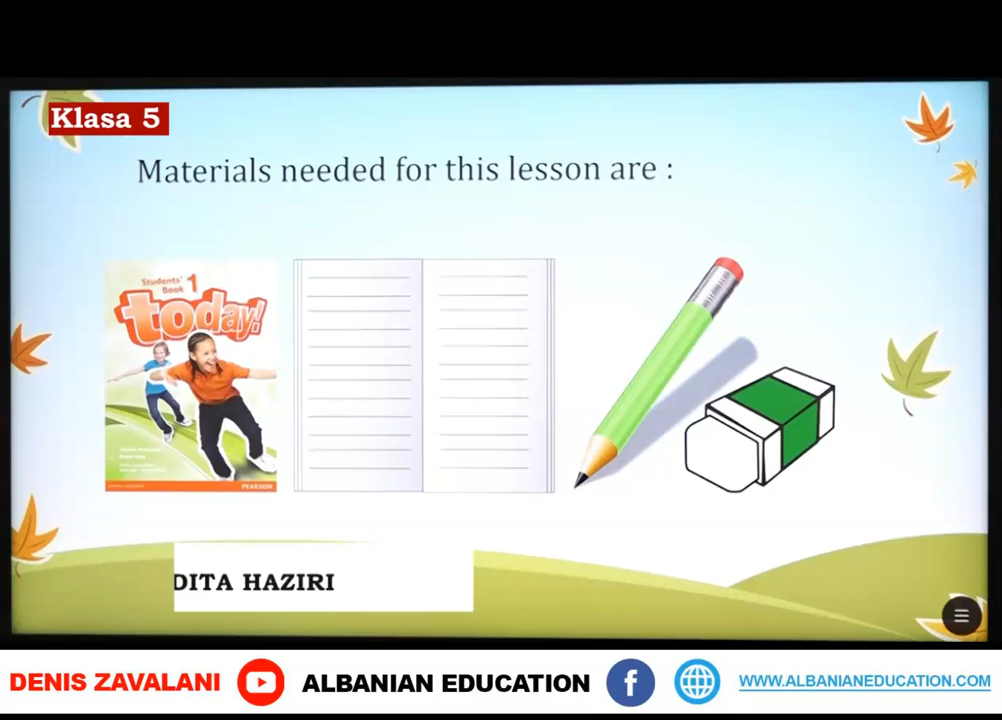 Klasa 5
Materials needed for this lesson are :
Students'
Book 1
today!
PEARSON
DITA HAZIRI
DENIS ZAVALANI
ALBANIAN EDUCATION
f
WWW.ALBANIANEDUCATION.COM